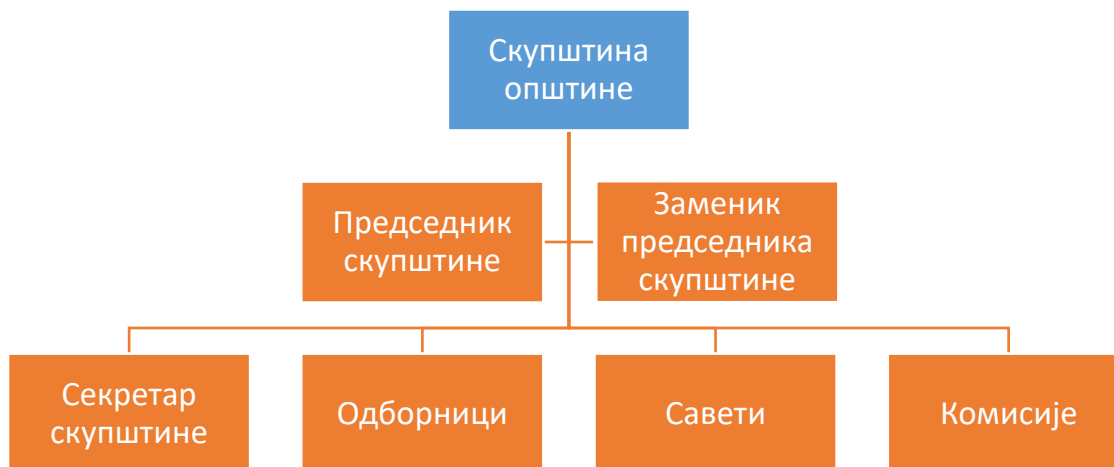 Скупштина
општине
Председник
скупштине
Заменик
председника
скупштине
Секретар
скупштине
Одборници
Савети
Комисије